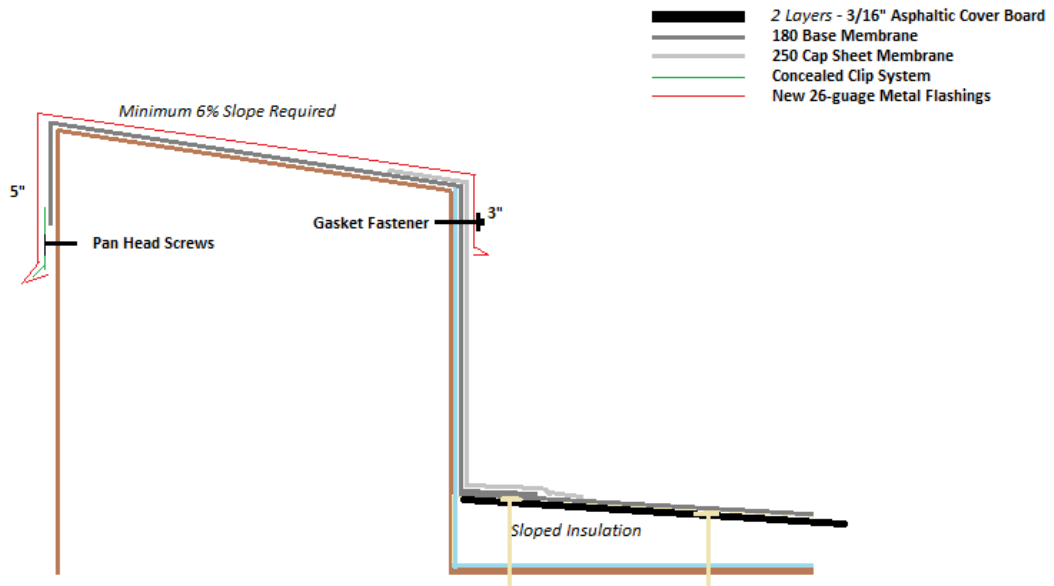 2 Layers - 3/16" Asphaltic Cover Board
180 Base Membrane
250 Cap Sheet Membrane
Concealed Clip System
New 26-guage Metal Flashings
Minimum 6% Slope Required
5"
3"
Gasket Fastener
Pan Head Screws
Sloped Insulation